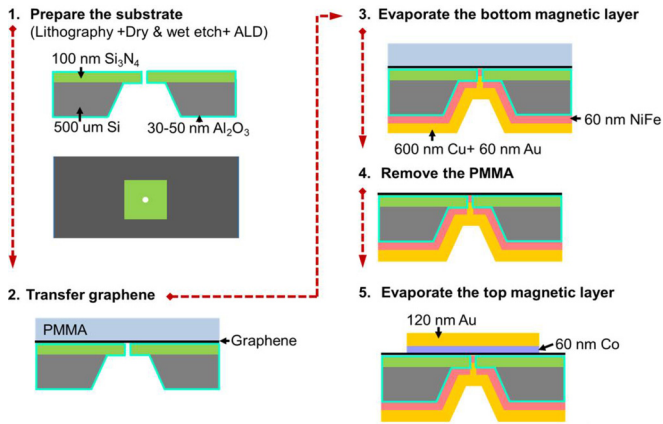 1. Prepare the substrate
(Lithography +Dry & wet etch+ ALD)
100 nm Si₃N₄
500 um Si
30-50 nm Al₂O₃
2. Transfer graphene
PMMA
Graphene
3. Evaporate the bottom magnetic layer
60 nm NiFe
600 nm Cu+ 60 nm Au
4. Remove the PMMA
5. Evaporate the top magnetic layer
120 nm Au
60 nm Co